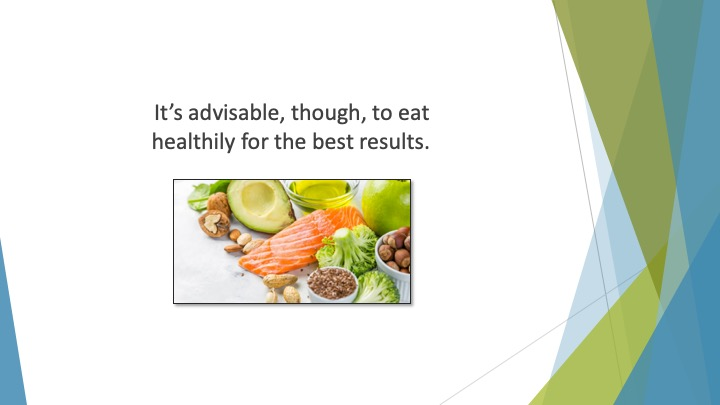 It’s advisable, though, to eat
healthily for the best results.